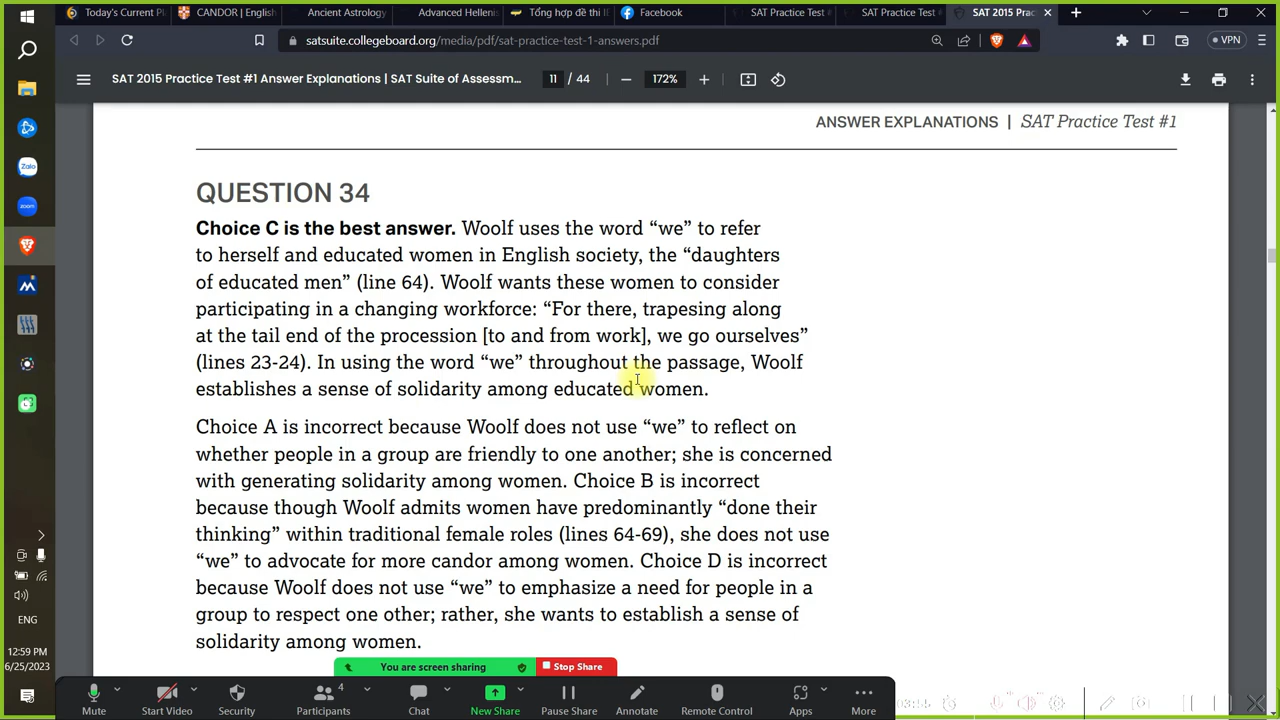 Today's Current Pl
CANDOR | English
Ancient Astrology
Advanced Hellenis
Tổng hợp đề thi IE
Facebook
SAT Practice Test #
SAT Practice Test #
SAT 2015 Prac
satsuite.collegeboard.org/media/pdf/sat-practice-test-1-answers.pdf
VPN
SAT 2015 Practice Test #1 Answer Explanations | SAT Suite of Assessm...
11 / 44
172%
ANSWER EXPLANATIONS | SAT Practice Test #1
QUESTION 34
Choice C is the best answer. Woolf uses the word “we” to refer
to herself and educated women in English society, the “daughters
of educated men” (line 64). Woolf wants these women to consider
participating in a changing workforce: “For there, trapesing along
at the tail end of the procession [to and from work], we go ourselves”
(lines 23-24). In using the word “we” throughout the passage, Woolf
establishes a sense of solidarity among educated women.
Choice A is incorrect because Woolf does not use “we” to reflect on
whether people in a group are friendly to one another; she is concerned
with generating solidarity among women. Choice B is incorrect
because though Woolf admits women have predominantly “done their
thinking” within traditional female roles (lines 64-69), she does not use
“we” to advocate for more candor among women. Choice D is incorrect
because Woolf does not use “we” to emphasize a need for people in a
group to respect one other; rather, she wants to establish a sense of
solidarity among women.
Zalo
zoom
ENG
12:59 PM
6/25/2023
You are screen sharing
Stop Share
Mute
Start Video
Security
4
Participants
Chat
New Share
Pause Share
Annotate
Remote Control
Apps
More
03:55